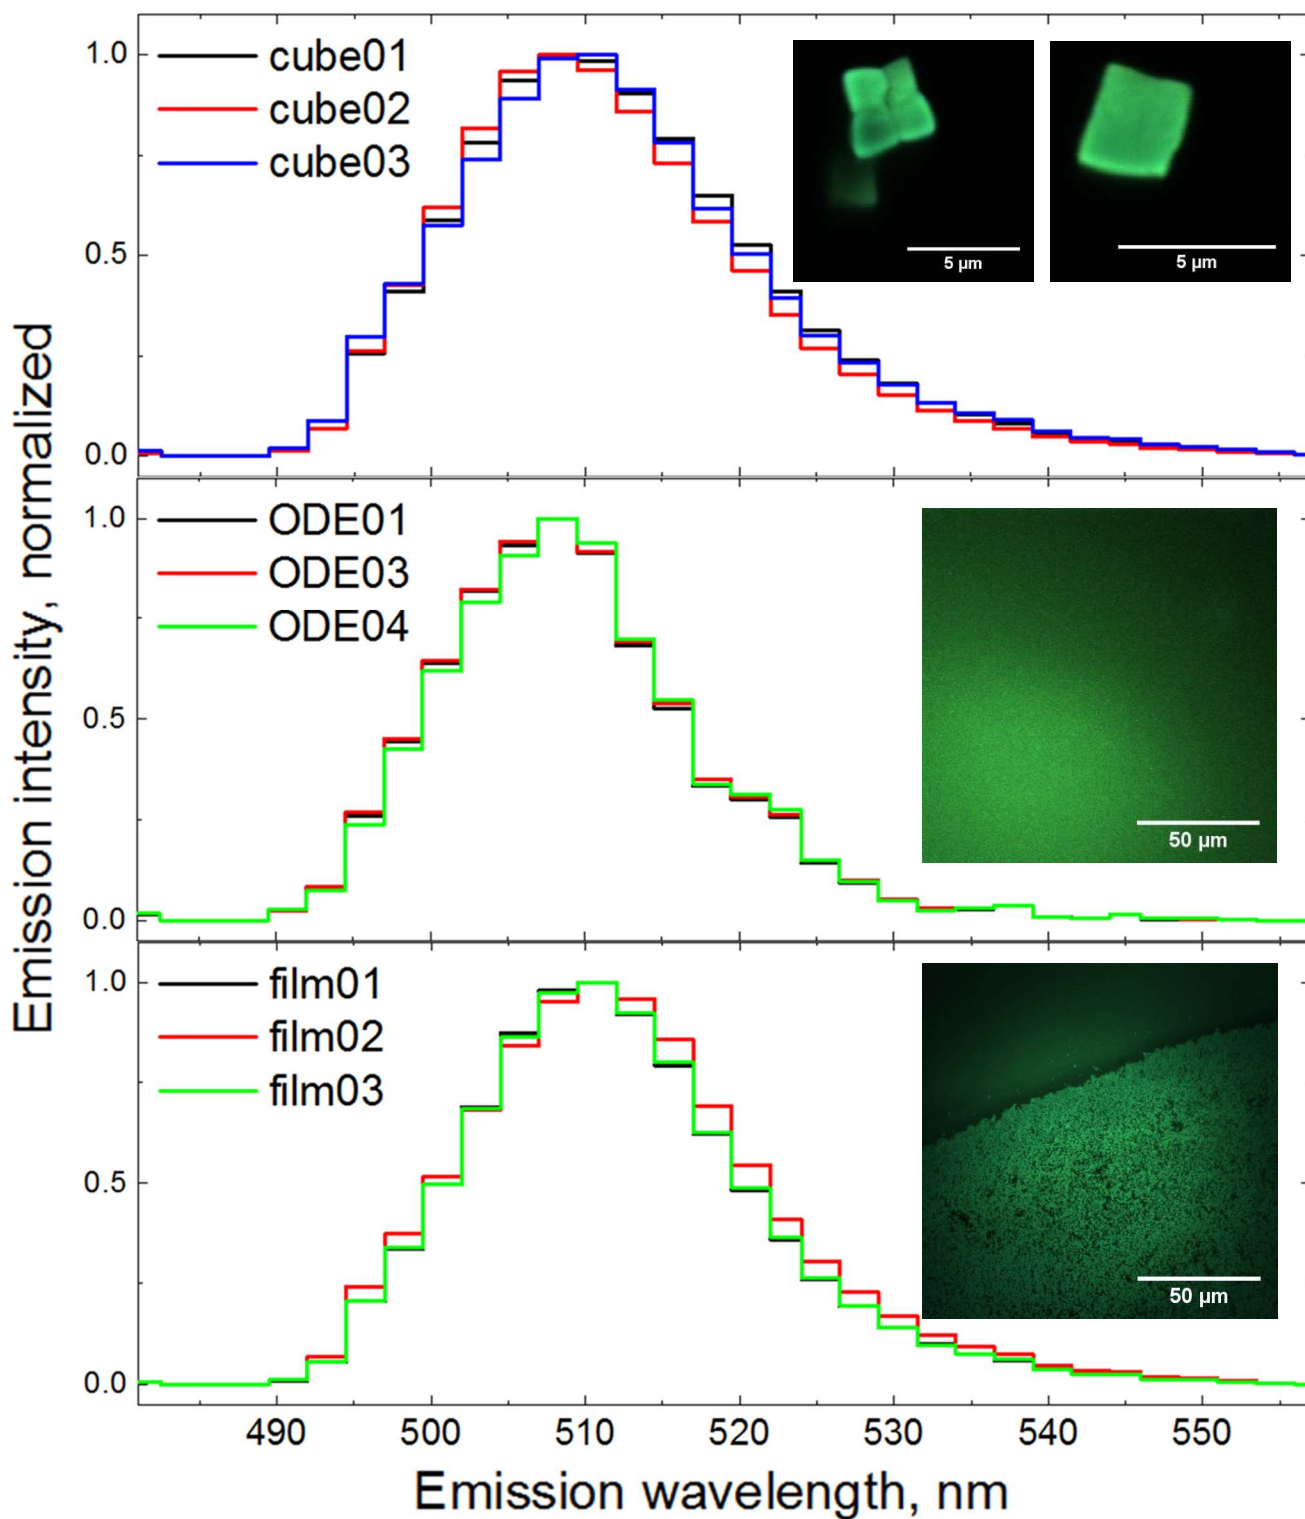 Emission intensity, normalized
1.0
0.5
0.0
cube01
cube02
cube03
5 µm
5 µm
1.0
0.5
0.0
ODE01
ODE03
ODE04
50 µm
1.0
0.5
0.0
film01
film02
film03
50 µm
490 500 510 520 530 540 550
Emission wavelength, nm